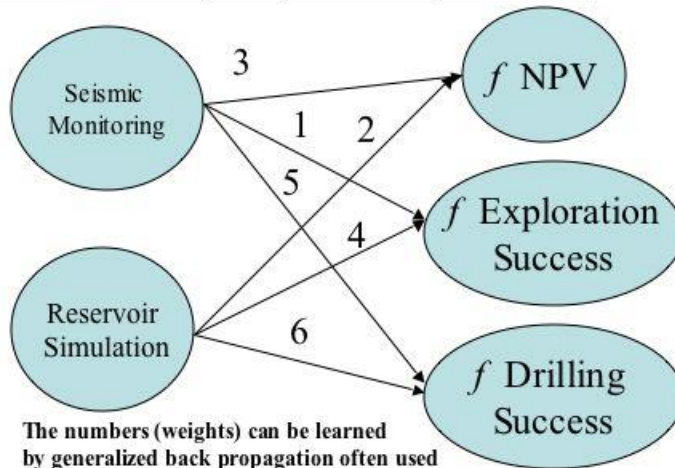 Seismic
Monitoring
Reservoir
Simulation
3
1
2
5
4
6
f NPV
f Exploration
Success
f Drilling
Success
The numbers (weights) can be learned
by generalized back propagation often used